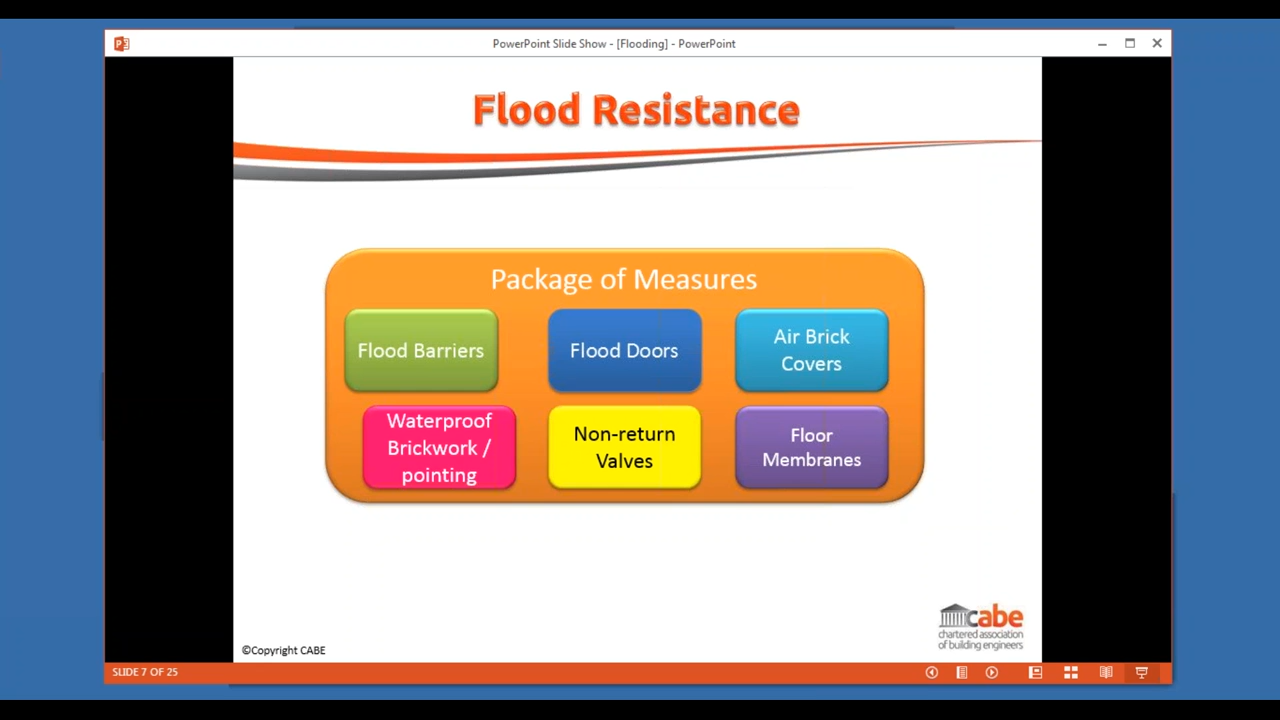 PowerPoint Slide Show - [Flooding] - PowerPoint
Flood Resistance
Package of Measures
Flood Barriers
Flood Doors
Air Brick
Covers
Waterproof
Brickwork /
pointing
Non-return
Valves
Floor
Membranes
cabe
chartered association
of building engineers
©Copyright CABE
SLIDE 7 OF 25